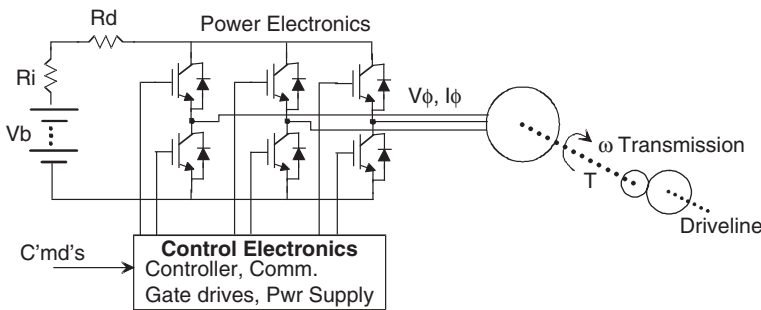 Rd
Power Electronics
Ri
Vb
Vϕ, Iϕ
ω Transmission
T
Driveline
C'md's
Control Electronics
Controller, Comm.
Gate drives, Pwr Supply